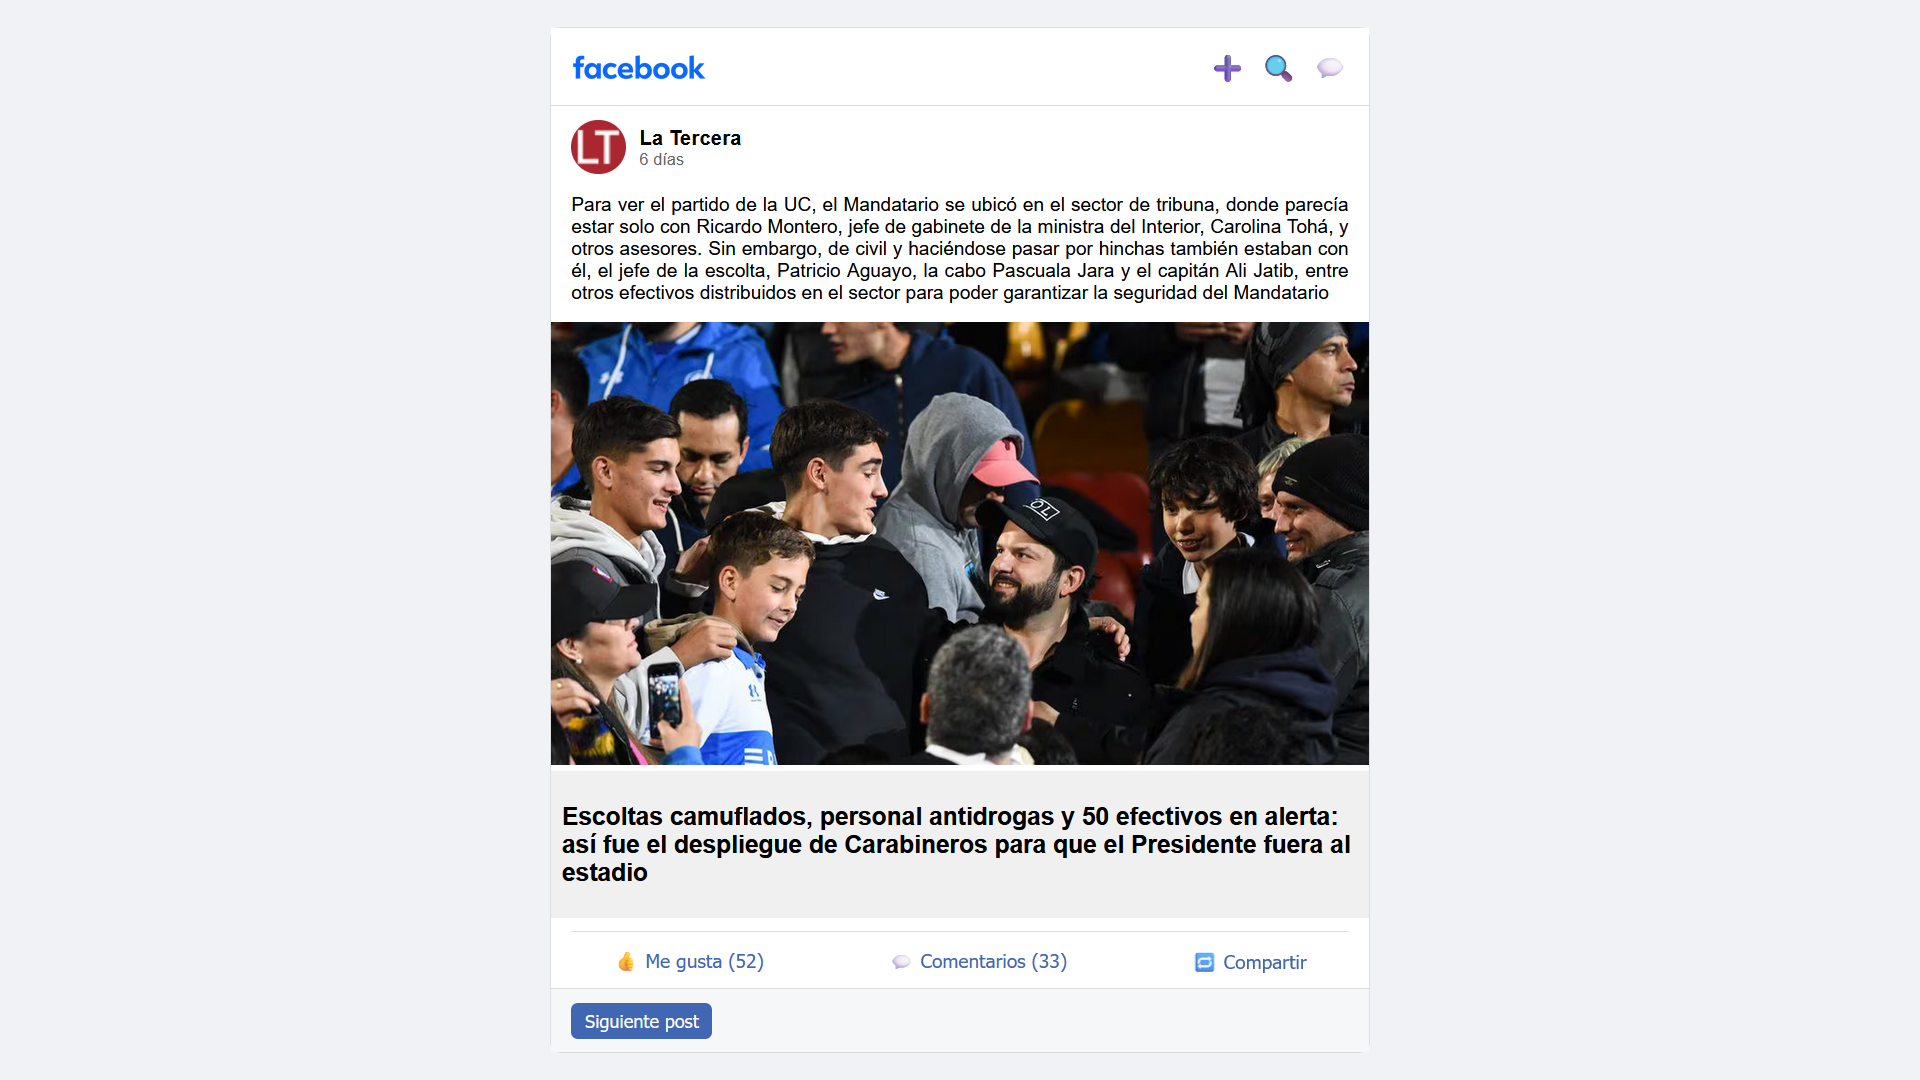 facebook
LT
La Tercera
6 días
Para ver el partido de la UC, el Mandatario se ubicó en el sector de tribuna, donde parecía
estar solo con Ricardo Montero, jefe de gabinete de la ministra del Interior, Carolina Tohá, y
otros asesores. Sin embargo, de civil y haciéndose pasar por hinchas también estaban con
él, el jefe de la escolta, Patricio Aguayo, la cabo Pascuala Jara y el capitán Ali Jatib, entre
otros efectivos distribuidos en el sector para poder garantizar la seguridad del Mandatario
Escoltas camuflados, personal antidrogas y 50 efectivos en alerta:
así fue el despliegue de Carabineros para que el Presidente fuera al
estadio
Me gusta (52)
Comentarios (33)
Compartir
Siguiente post